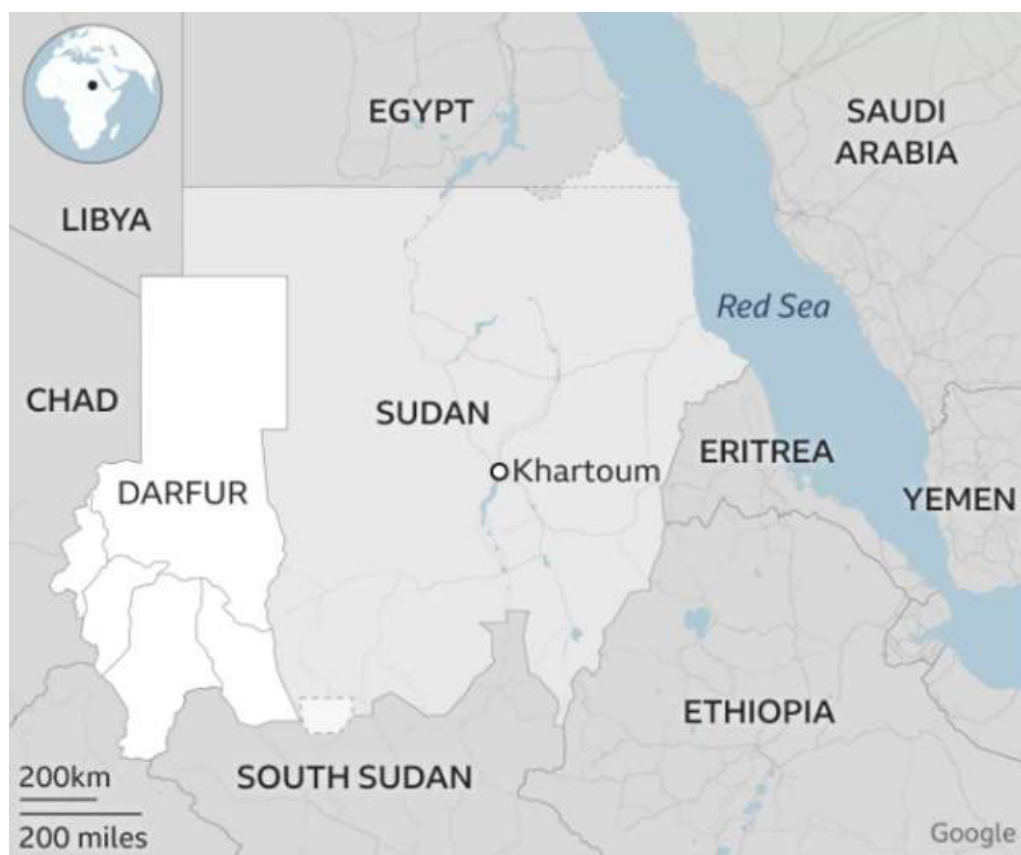 EGYPT
SAUDI
ARABIA
LIBYA
Red Sea
CHAD
SUDAN
ERITREA
Khartoum
DARFUR
YEMEN
ETHIOPIA
SOUTH SUDAN
200km
200 miles
Google